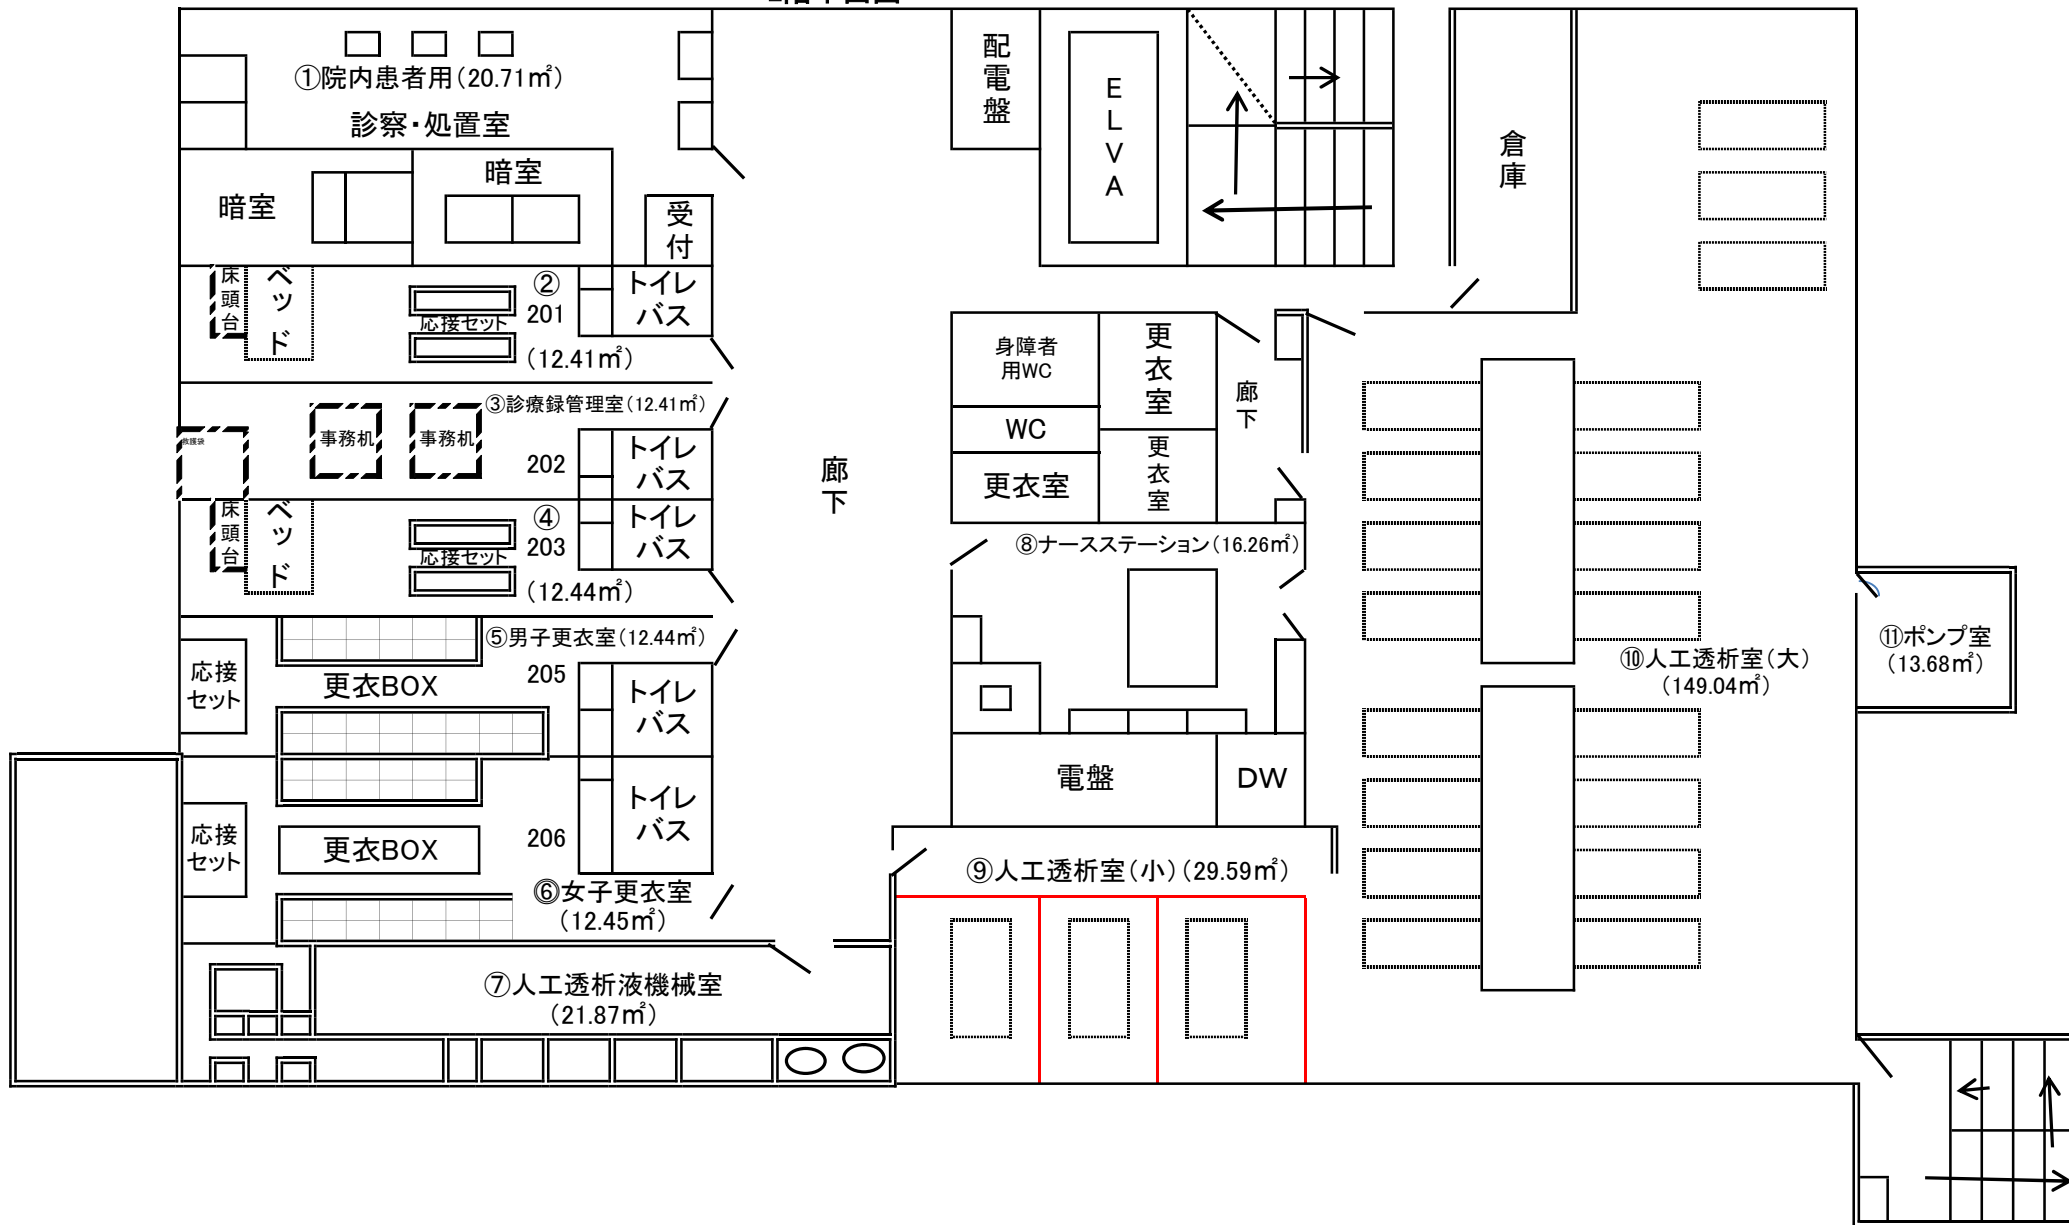 ①院内患者用(20.71㎡)
診察・処置室
暗室
暗室
受付
配電盤
ELVA
倉庫
床頭台
ベッド
応接セット
②
201
(12.41㎡)
トイレ
バス
③診療録管理室(12.41㎡)
救護袋
事務机
事務机
202
トイレ
バス
床頭台
ベッド
応接セット
④
203
(12.44㎡)
トイレ
バス
⑤男子更衣室(12.44㎡)
応接
セット
更衣BOX
205
トイレ
バス
応接
セット
更衣BOX
206
トイレ
バス
⑥女子更衣室
(12.45㎡)
⑦人工透析液機械室
(21.87㎡)
廊下
身障者
用WC
WC
更衣室
更衣室
更衣室
廊下
⑧ナースステーション(16.26㎡)
電盤
DW
⑨人工透析室(小)(29.59㎡)
⑩人工透析室(大)
(149.04㎡)
⑪ポンプ室
(13.68㎡)